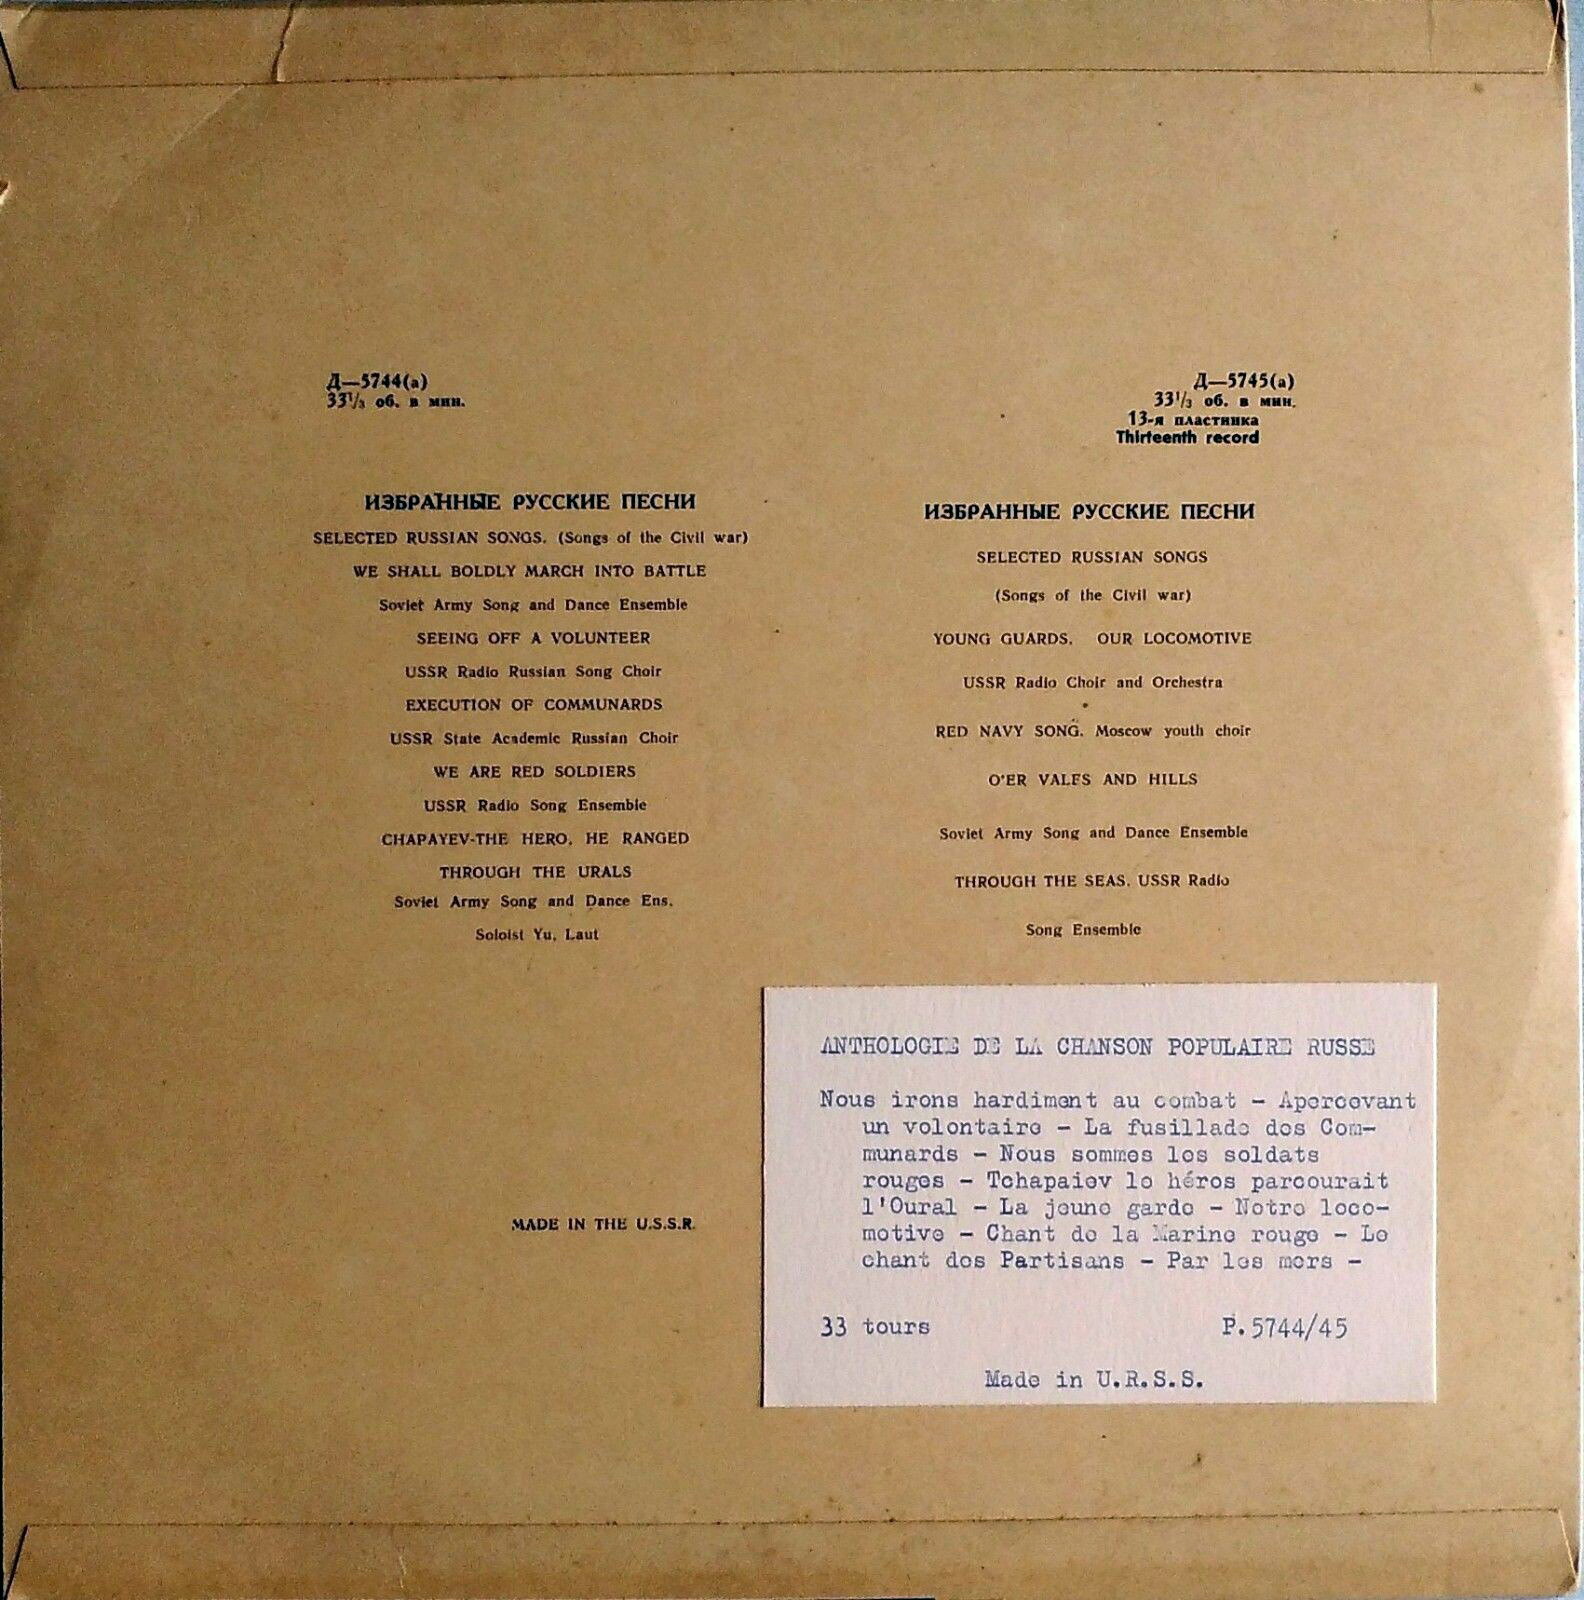 Д—5744(а)
33⅓ об. в мин.
ИЗБРАННЫЕ РУССКИЕ ПЕСНИ
SELECTED RUSSIAN SONGS. (Songs of the Civil war)
WE SHALL BOLDLY MARCH INTO BATTLE
Soviet Army Song and Dance Ensemble
SEEING OFF A VOLUNTEER
USSR Radio Russian Song Choir
EXECUTION OF COMMUNARDS
USSR State Academic Russian Choir
WE ARE RED SOLDIERS
USSR Radio Song Ensemble
CHAPAYEV-THE HERO. HE RANGED
THROUGH THE URALS
Soviet Army Song and Dance Ens.
Soloist Yu. Laut
MADE IN THE U.S.S.R.
Д—5745(а)
33⅓ об. в мин.
13-я пластинка
Thirteenth record
ИЗБРАННЫЕ РУССКИЕ ПЕСНИ
SELECTED RUSSIAN SONGS
(Songs of the Civil war)
YOUNG GUARDS. OUR LOCOMOTIVE
USSR Radio Choir and Orchestra
RED NAVY SONG. Moscow youth choir
O'ER VALES AND HILLS
Soviet Army Song and Dance Ensemble
THROUGH THE SEAS. USSR Radio
Song Ensemble
ANTHOLOGIE DE LA CHANSON POPULAIRE RUSSE
Nous irons hardiment au combat - Apercevant
un volontaire - La fusillade des Com-
munards - Nous sommes les soldats
rouges - Tchapaiev le héros parcourait
l'Oural - La jeune garde - Notre loco-
motive - Chant de la Marine rouge - Le
chant des Partisans - Par les mers -
33 tours P.5744/45
Made in U.R.S.S.